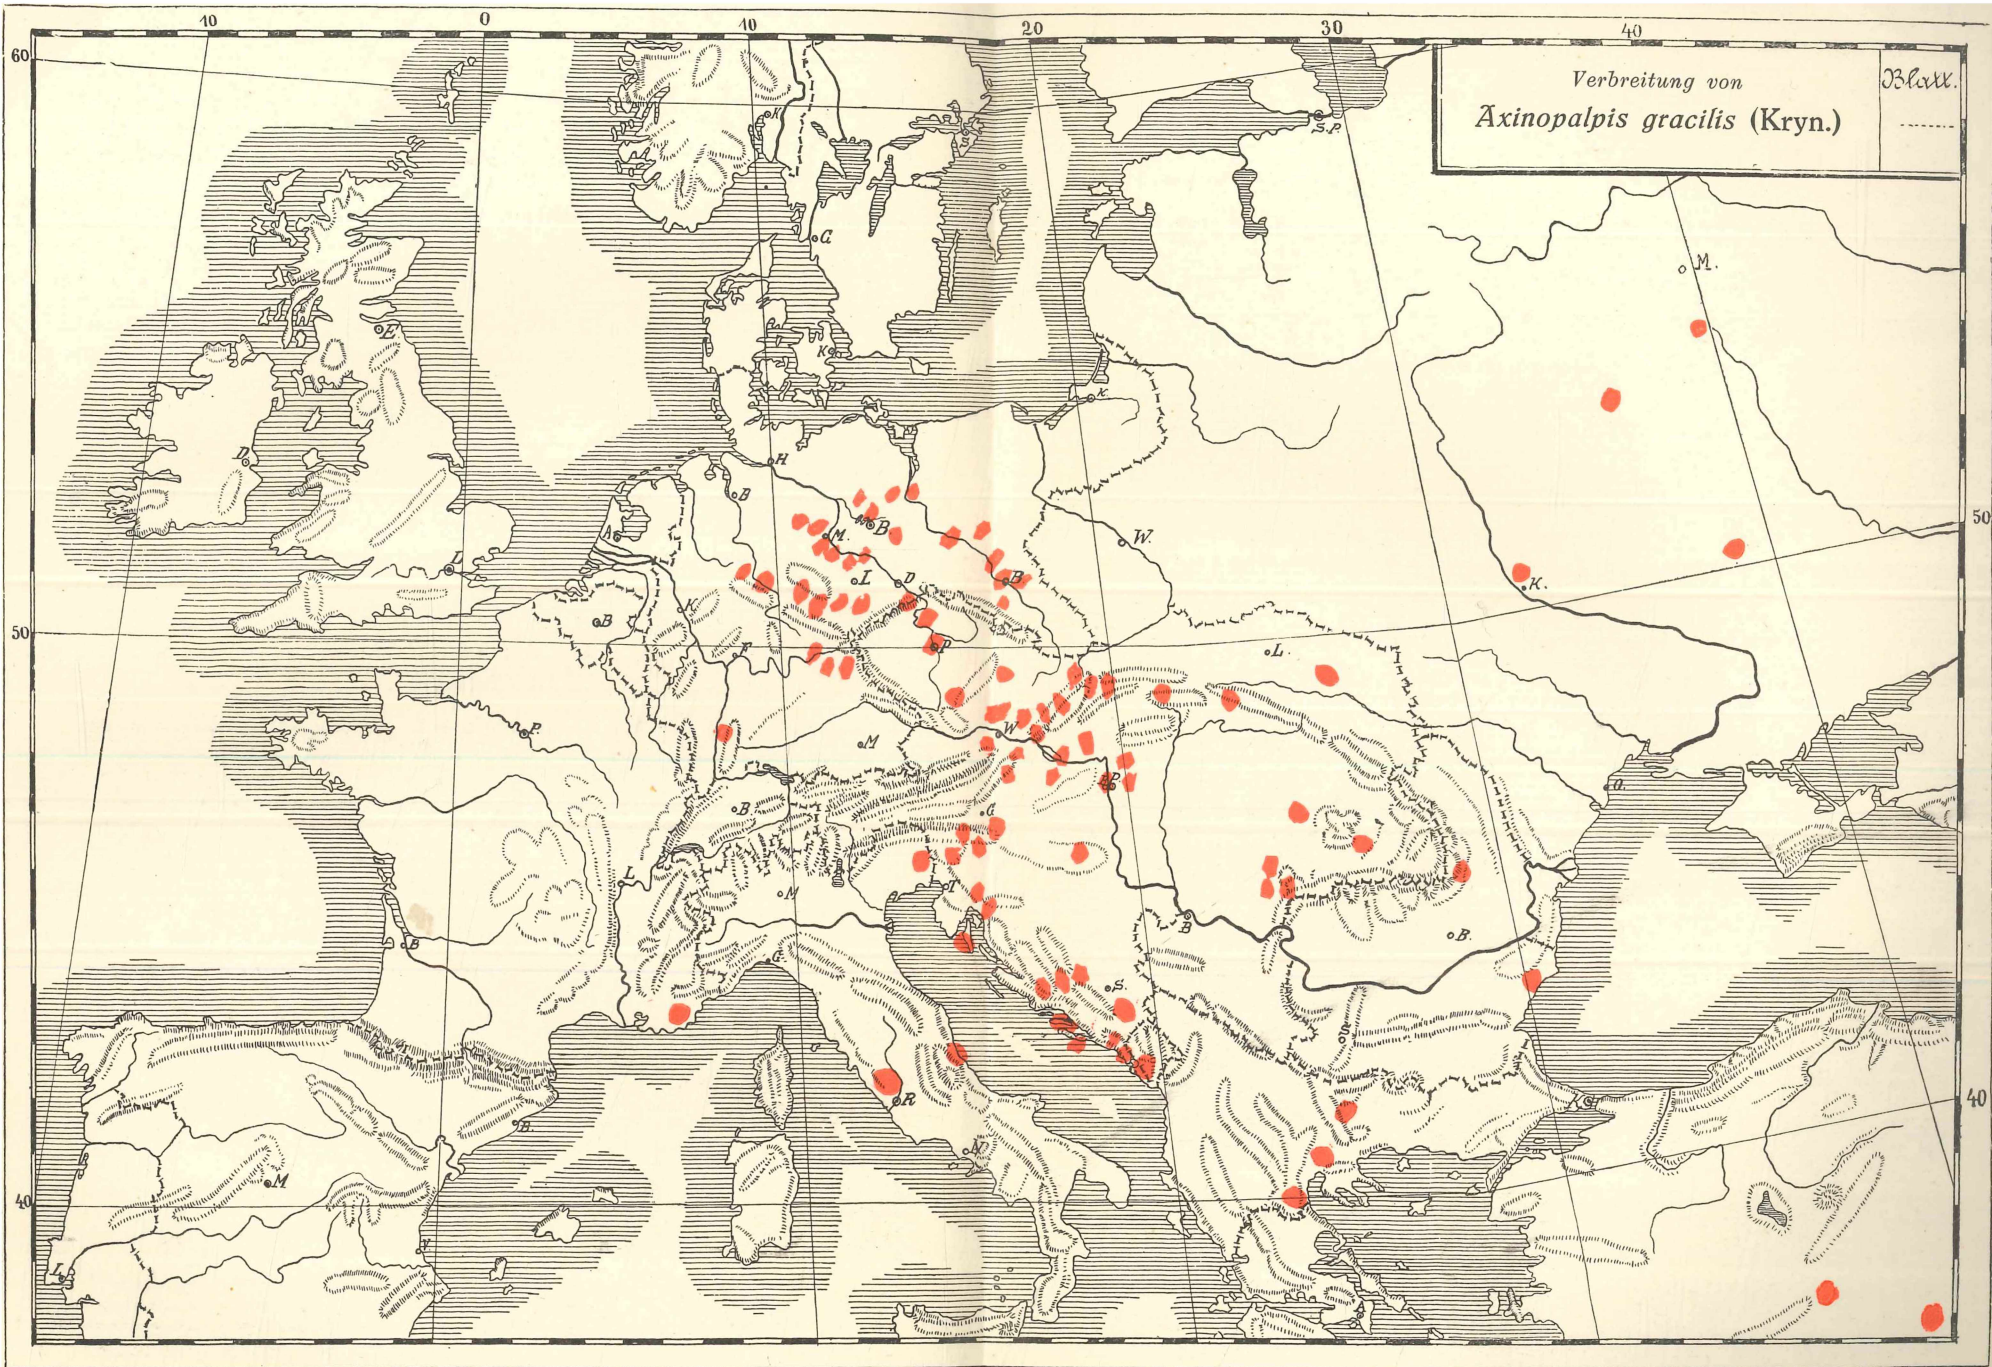 10 0 10 20 30 40
60
Verbreitung von
Axinopalpis gracilis (Kryn.)
Blatt.
K
S.P.
G
M.
E
K
K
D
H
B
50
B.
A
M.
W.
L
L
D
B
K.
K
B
50
P
F
L.
P.
W
M
B.
B.P.
O.
G
L
M
T
B
B
B.
G
S.
S
R
40
B.
N
M
40
V
L
A